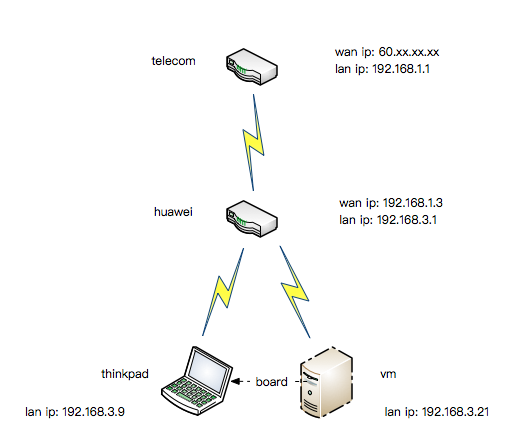 telecom
wan ip: 60.xx.xx.xx
lan ip: 192.168.1.1
huawei
wan ip: 192.168.1.3
lan ip: 192.168.3.1
thinkpad
board
vm
lan ip: 192.168.3.9
lan ip: 192.168.3.21